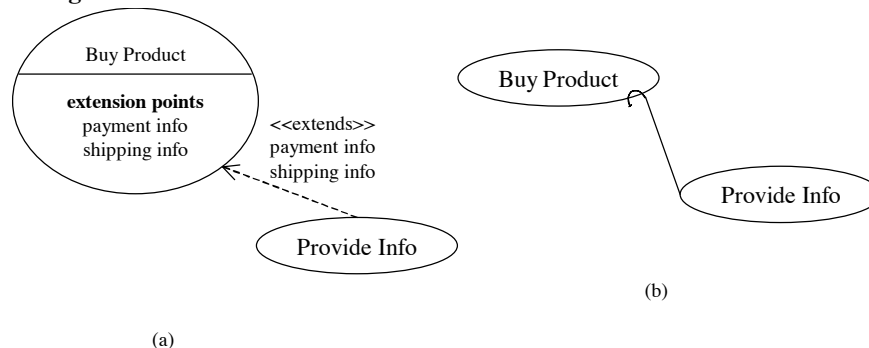 Buy Product
extension points
payment info
shipping info
<<extends>>
payment info
shipping info
Provide Info
(a)
Buy Product
Provide Info
(b)